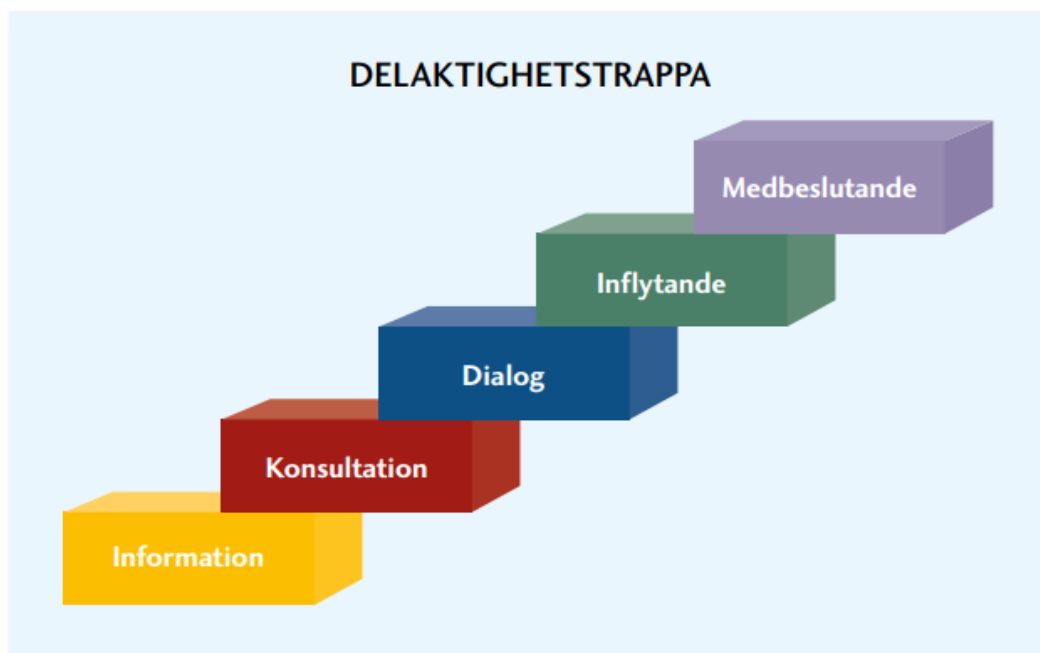 DELAKTIGHETSTRAPPA
Medbeslutande
Inflytande
Dialog
Konsultation
Information